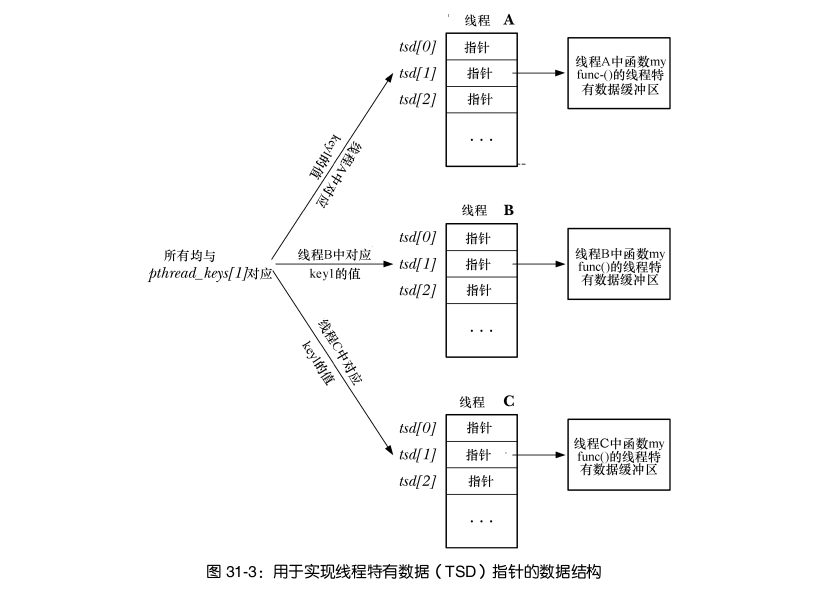 线程 A
tsd[0] 指针
tsd[1] 指针
tsd[2] 指针
. . .
线程A中函数my
func-()的线程特
有数据缓冲区
线程A中对应
key1的值
所有均与
pthread_keys[1]对应
线程B中对应
key1的值
线程 B
tsd[0] 指针
tsd[1] 指针
tsd[2] 指针
. . .
线程B中函数my
func()的线程特
有数据缓冲区
线程C中对应
key1的值
线程 C
tsd[0] 指针
tsd[1] 指针
tsd[2] 指针
. . .
线程C中函数my
func()的线程特
有数据缓冲区
图 31-3：用于实现线程特有数据（TSD）指针的数据结构